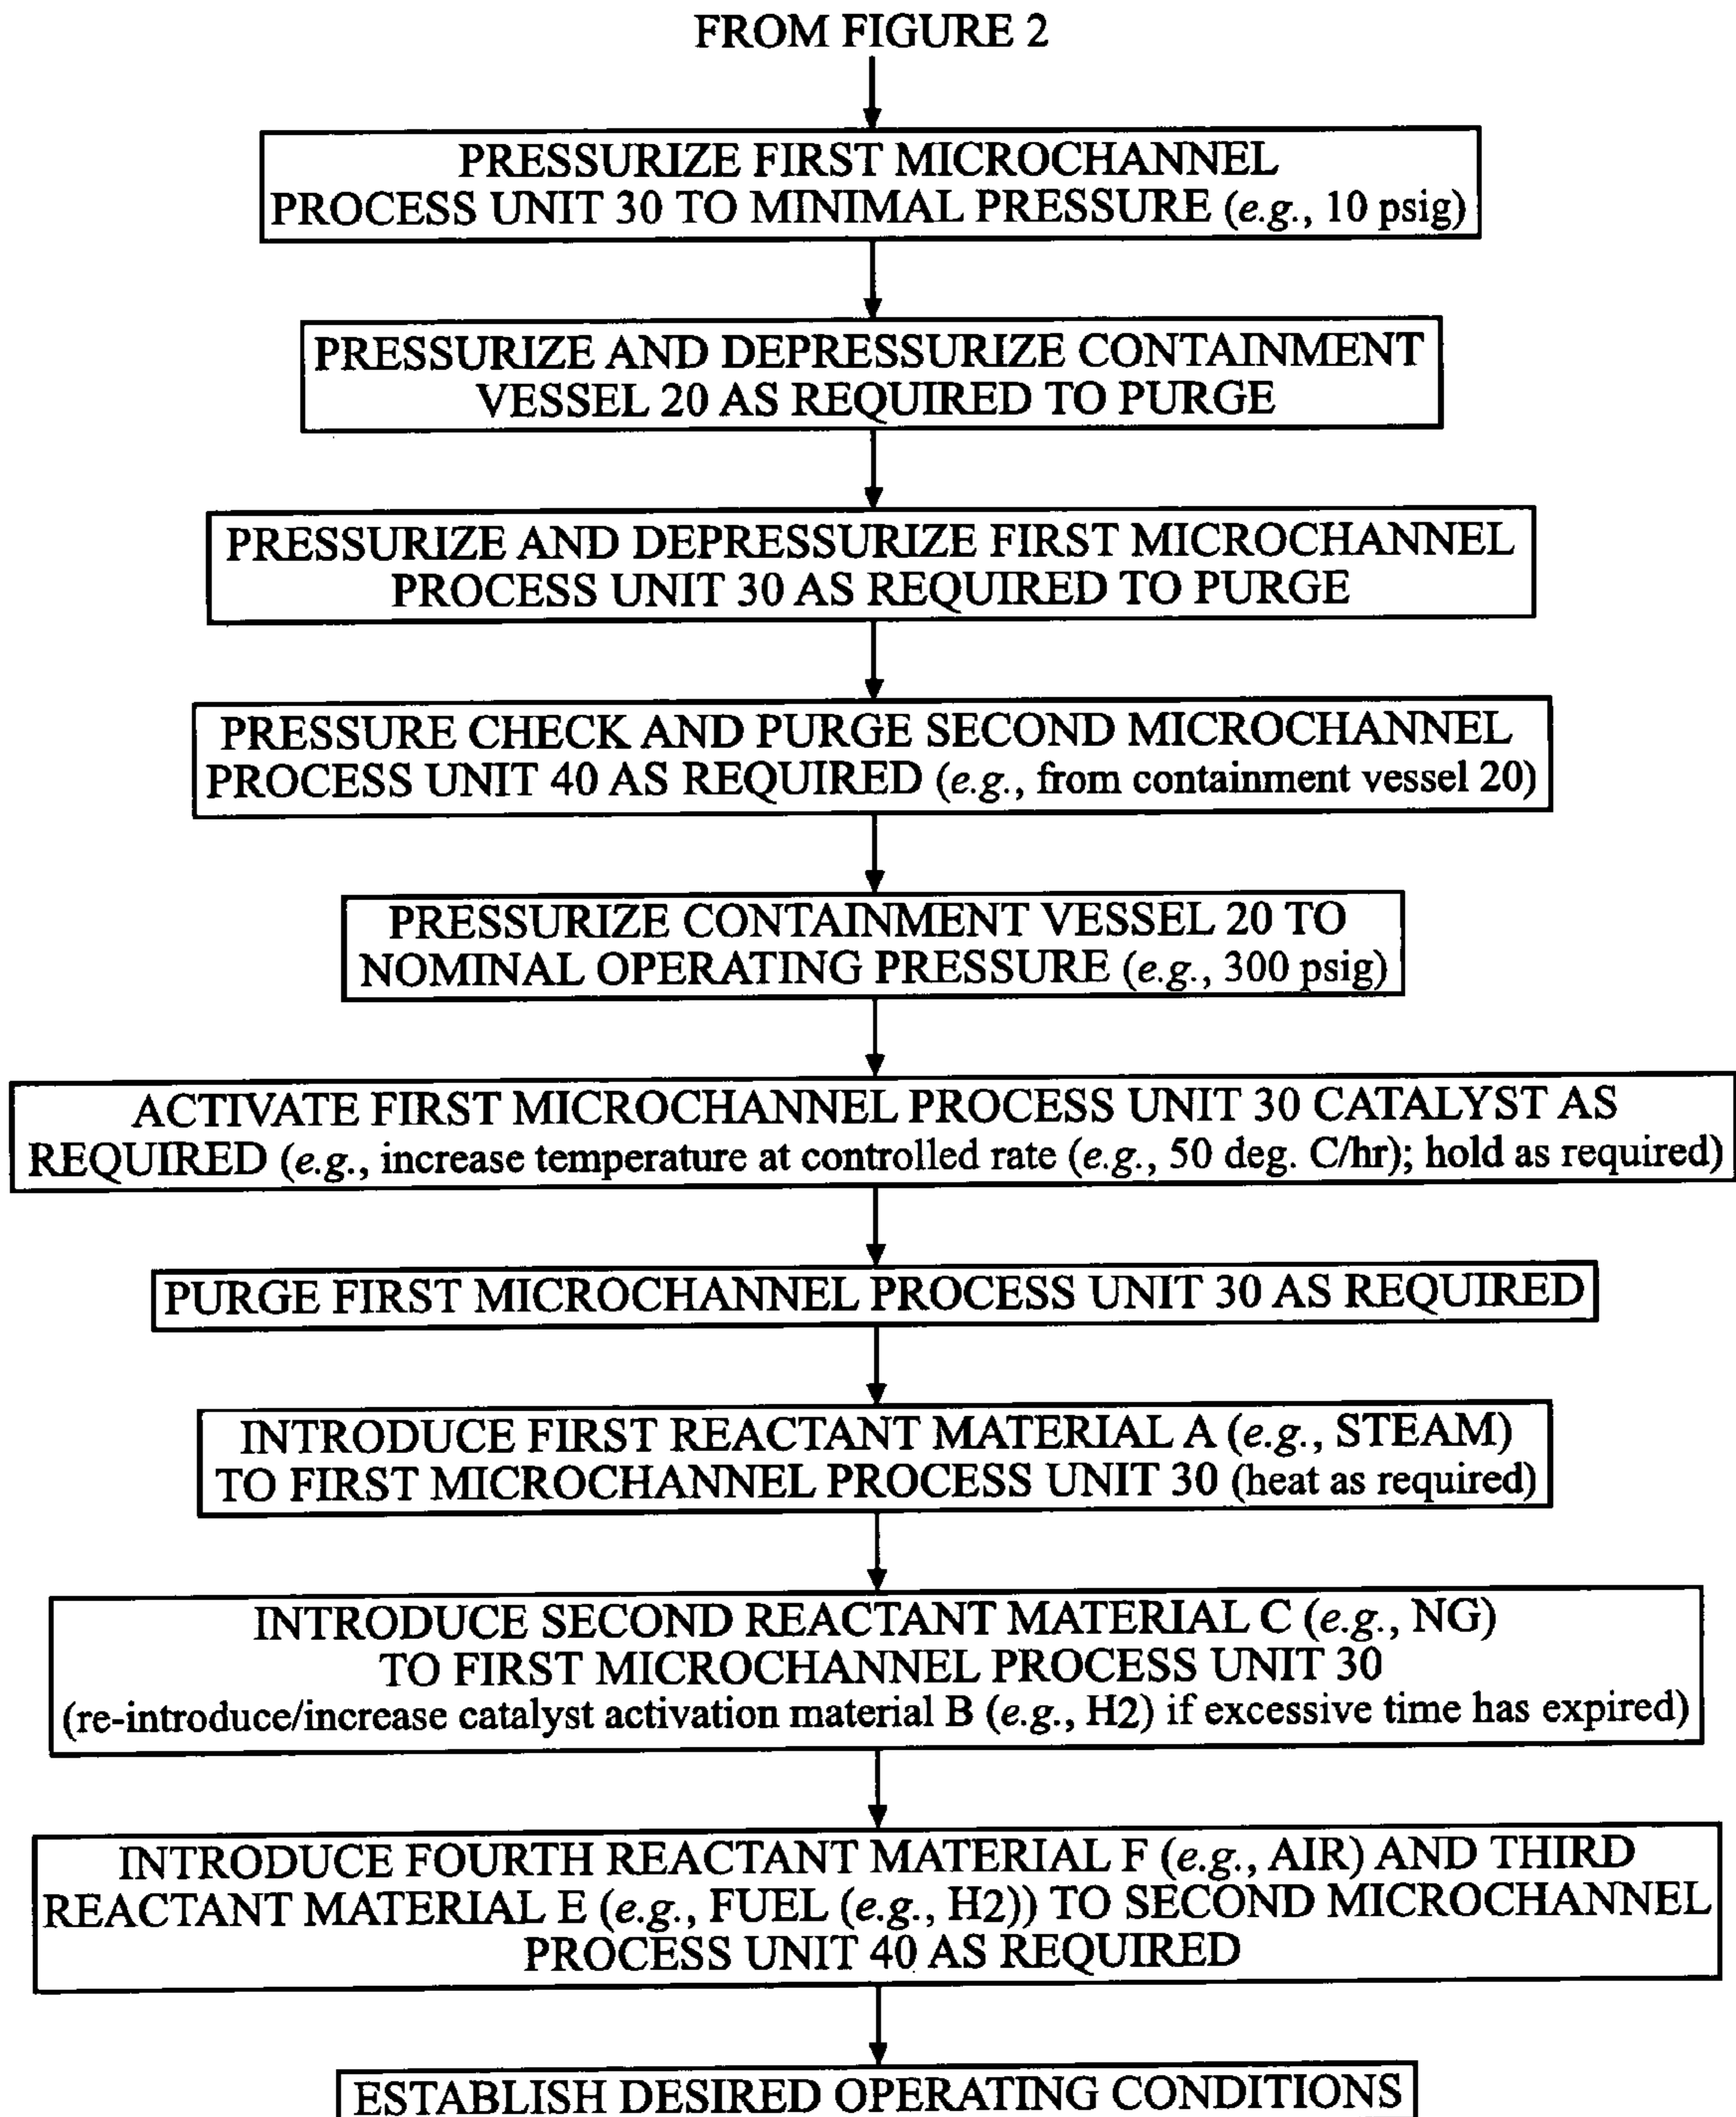 FROM FIGURE 2
PRESSURIZE FIRST MICROCHANNEL
PROCESS UNIT 30 TO MINIMAL PRESSURE (e.g., 10 psig)
PRESSURIZE AND DEPRESSURIZE CONTAINMENT
VESSEL 20 AS REQUIRED TO PURGE
PRESSURIZE AND DEPRESSURIZE FIRST MICROCHANNEL
PROCESS UNIT 30 AS REQUIRED TO PURGE
PRESSURE CHECK AND PURGE SECOND MICROCHANNEL
PROCESS UNIT 40 AS REQUIRED (e.g., from containment vessel 20)
PRESSURIZE CONTAINMENT VESSEL 20 TO
NOMINAL OPERATING PRESSURE (e.g., 300 psig)
ACTIVATE FIRST MICROCHANNEL PROCESS UNIT 30 CATALYST AS
REQUIRED (e.g., increase temperature at controlled rate (e.g., 50 deg. C/hr); hold as required)
PURGE FIRST MICROCHANNEL PROCESS UNIT 30 AS REQUIRED
INTRODUCE FIRST REACTANT MATERIAL A (e.g., STEAM)
TO FIRST MICROCHANNEL PROCESS UNIT 30 (heat as required)
INTRODUCE SECOND REACTANT MATERIAL C (e.g., NG)
TO FIRST MICROCHANNEL PROCESS UNIT 30
(re-introduce/increase catalyst activation material B (e.g., H2) if excessive time has expired)
INTRODUCE FOURTH REACTANT MATERIAL F (e.g., AIR) AND THIRD
REACTANT MATERIAL E (e.g., FUEL (e.g., H2)) TO SECOND MICROCHANNEL
PROCESS UNIT 40 AS REQUIRED
ESTABLISH DESIRED OPERATING CONDITIONS